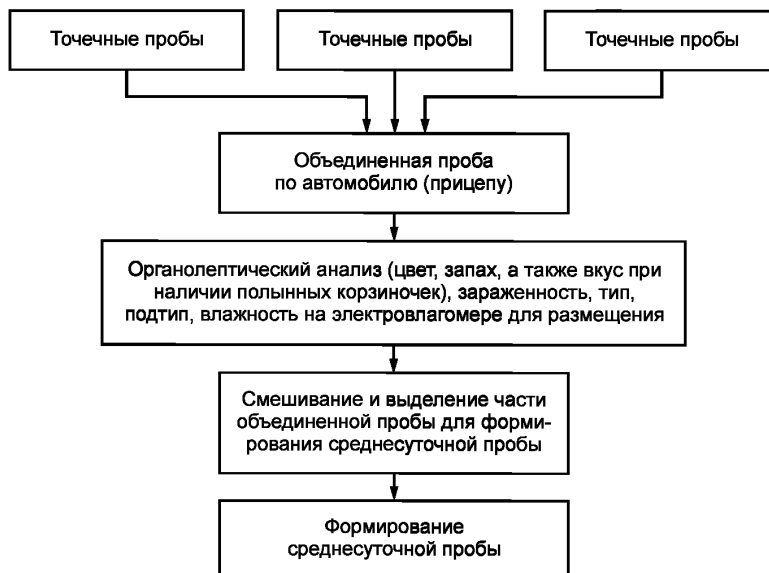 Точечные пробы
Точечные пробы
Точечные пробы
Объединенная проба
по автомобилю (прицепу)
Органолептический анализ (цвет, запах, а также вкус при
наличии полынных корзиночек), зараженность, тип,
подтип, влажность на электровлагомере для размещения
Смешивание и выделение части
объединенной пробы для форми-
рования среднесуточной пробы
Формирование
среднесуточной пробы